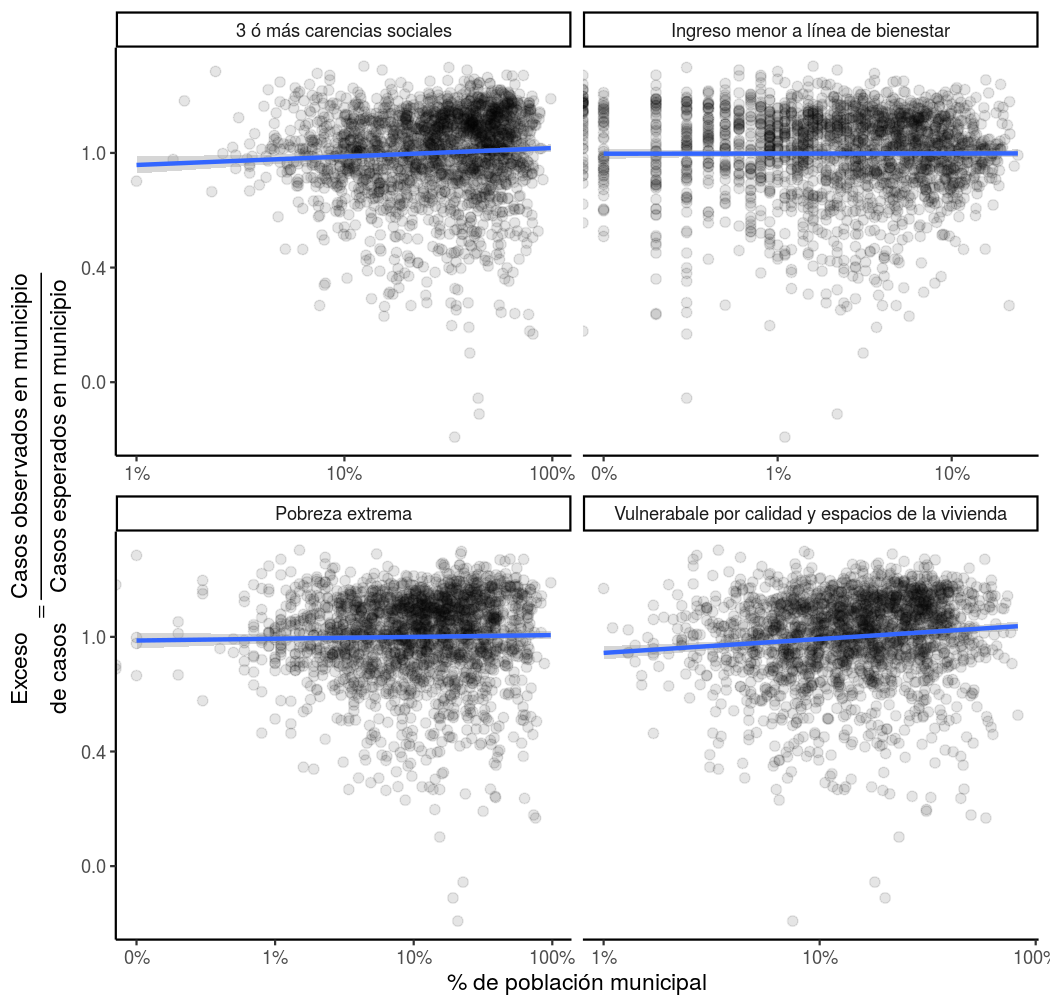 3 ó más carencias sociales
Ingreso menor a línea de bienestar
1.0
0.4
0.0
1% 10% 100%
0% 1% 10%
Pobreza extrema
Vulnerabale por calidad y espacios de la vivienda
1.0
0.4
0.0
0% 1% 10% 100%
1% 10% 100%
% de población municipal
Exceso de casos = Casos observados en municipio
Casos esperados en municipio